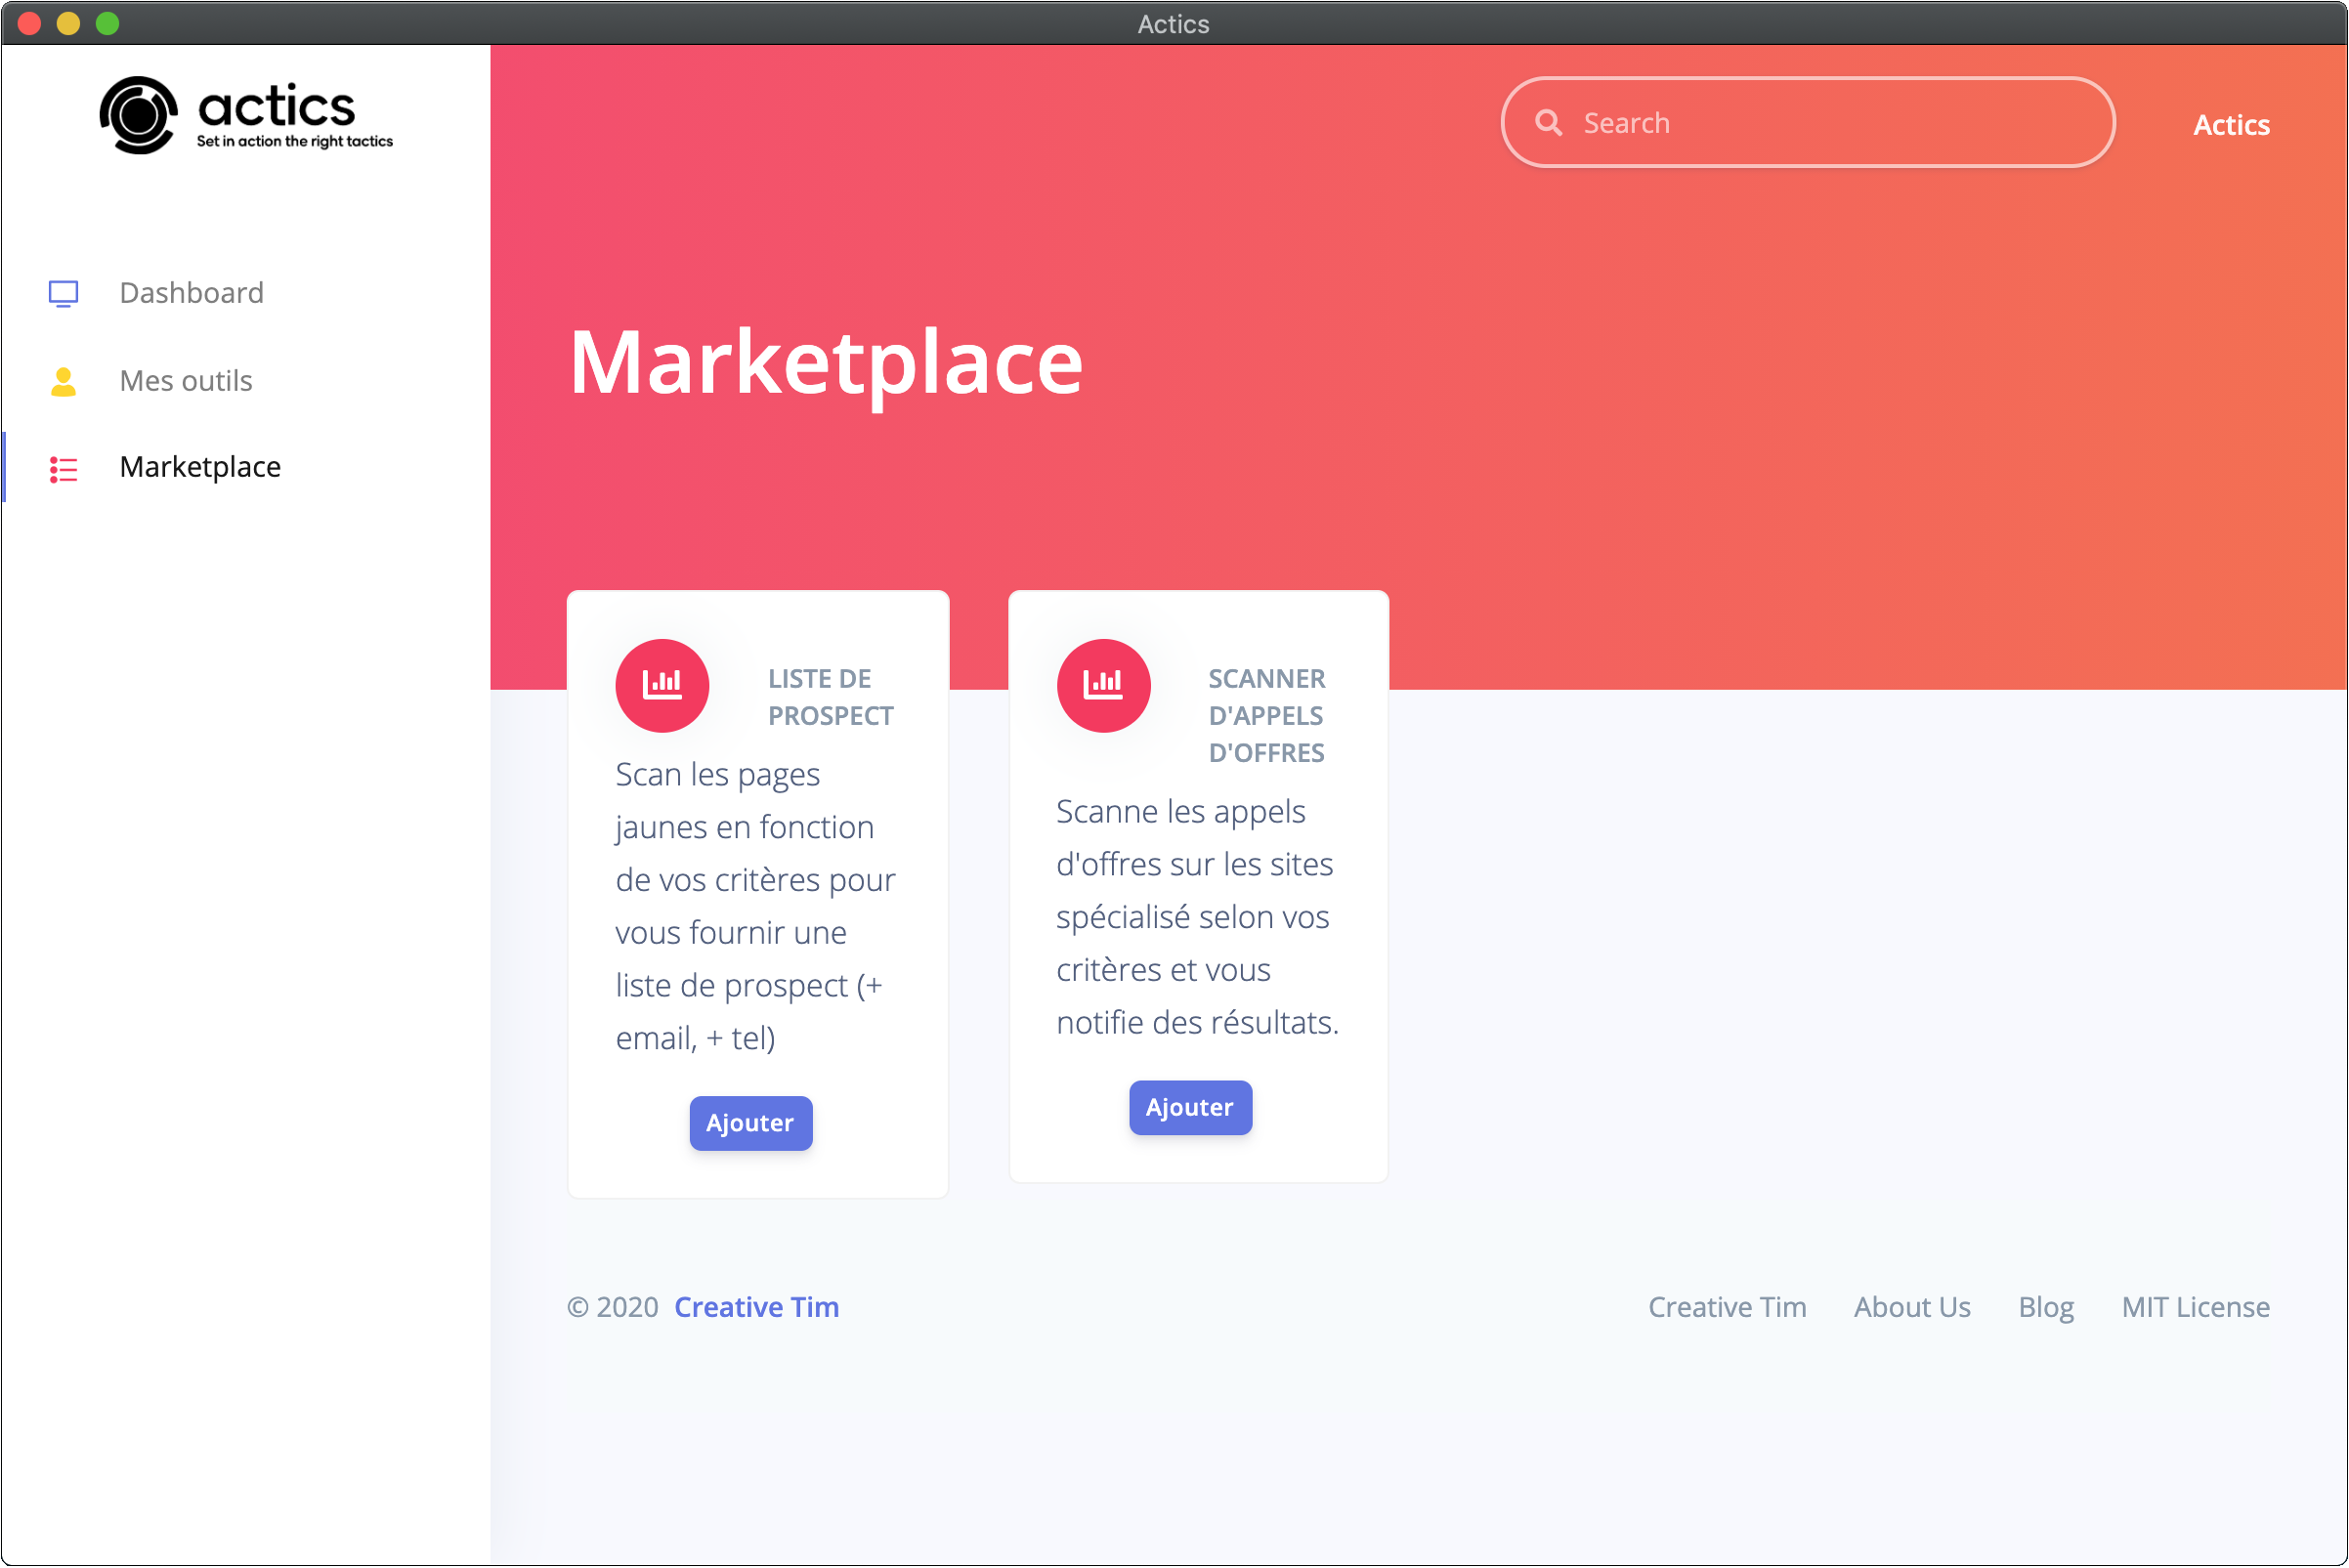 Actics
actics
Set in action the right tactics
Search
Actics
Dashboard
Mes outils
Marketplace
Marketplace
LISTE DE
PROSPECT
Scan les pages
jaunes en fonction
de vos critères pour
vous fournir une
liste de prospect (+
email, + tel)
Ajouter
SCANNER
D'APPELS
D'OFFRES
Scanne les appels
d'offres sur les sites
spécialisé selon vos
critères et vous
notifie des résultats.
Ajouter
© 2020 Creative Tim
Creative Tim About Us Blog MIT License